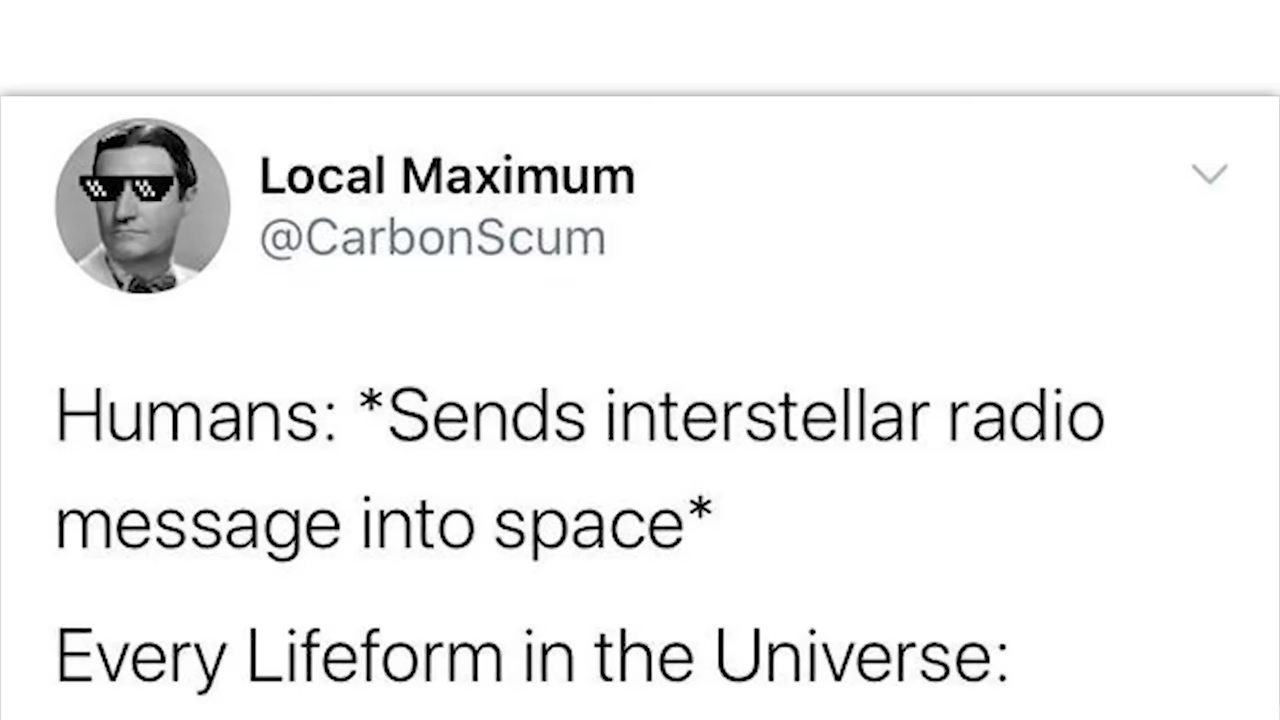 Local Maximum
@CarbonScum
Humans: *Sends interstellar radio
message into space*
Every Lifeform in the Universe: